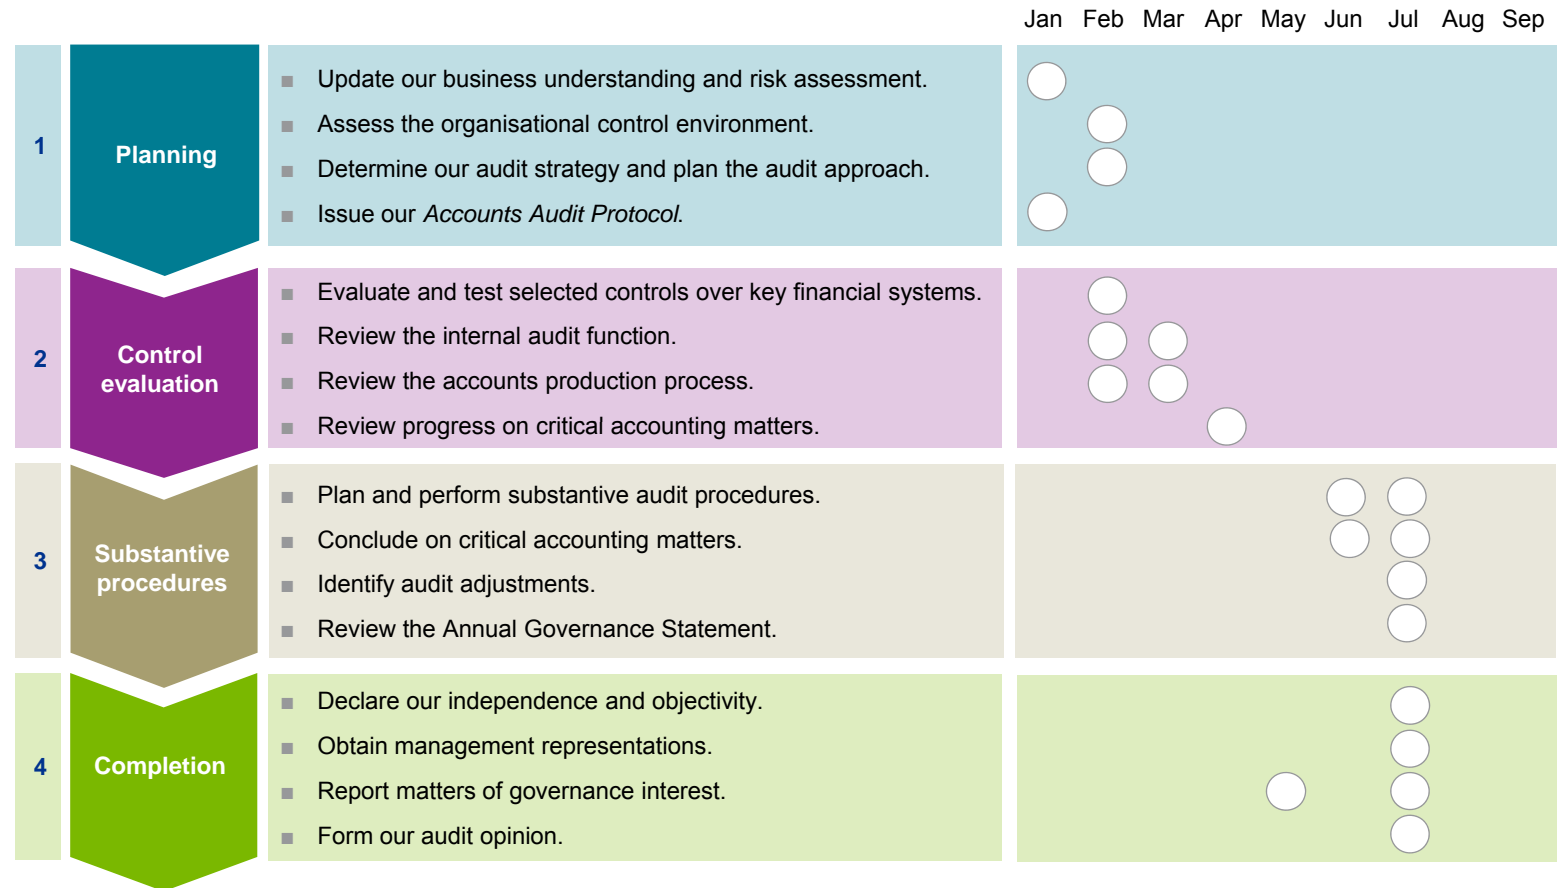 Jan Feb Mar Apr May Jun Jul Aug Sep
1
Planning
Update our business understanding and risk assessment.
Assess the organisational control environment.
Determine our audit strategy and plan the audit approach.
Issue our Accounts Audit Protocol.
2
Control
evaluation
Evaluate and test selected controls over key financial systems.
Review the internal audit function.
Review the accounts production process.
Review progress on critical accounting matters.
3
Substantive
procedures
Plan and perform substantive audit procedures.
Conclude on critical accounting matters.
Identify audit adjustments.
Review the Annual Governance Statement.
4
Completion
Declare our independence and objectivity.
Obtain management representations.
Report matters of governance interest.
Form our audit opinion.